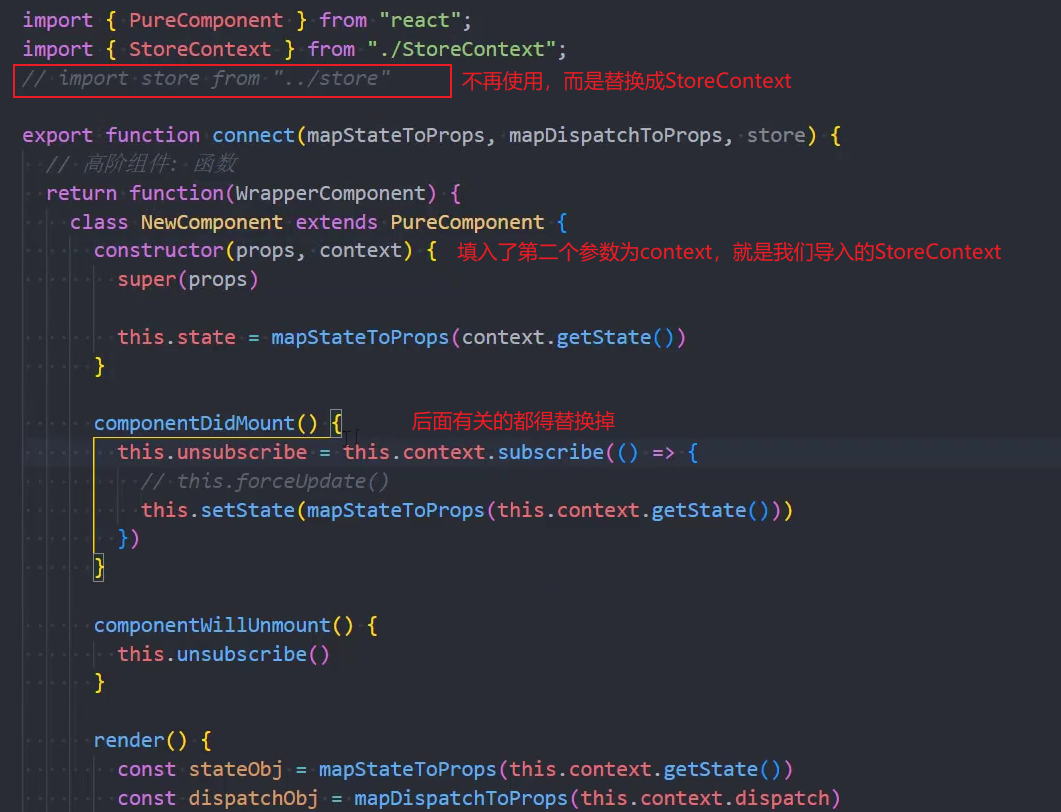 import { PureComponent } from "react";
import { StoreContext } from "./StoreContext";
// import store from "../store" 不再使用，而是替换成StoreContext
export function connect(mapStateToProps, mapDispatchToProps, store) {
// 高阶组件: 函数
return function(WrapperComponent) {
class NewComponent extends PureComponent {
constructor(props, context) { 填入了第二个参数为context，就是我们导入的StoreContext
super(props)
this.state = mapStateToProps(context.getState())
}
componentDidMount() { 后面有关的都得替换掉
this.unsubscribe = this.context.subscribe(() => {
// this.forceUpdate()
this.setState(mapStateToProps(this.context.getState()))
})
}
componentWillUnmount() {
this.unsubscribe()
}
render() {
const stateObj = mapStateToProps(this.context.getState())
const dispatchObj = mapDispatchToProps(this.context.dispatch)